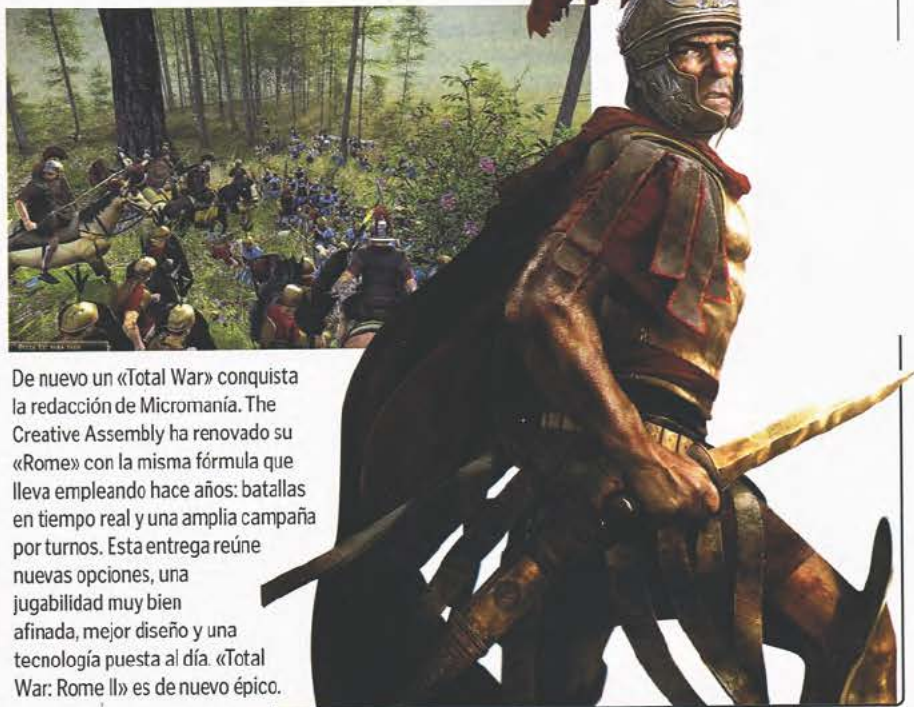 De nuevo un «Total War» conquista
la redacción de Micromanía. The
Creative Assembly ha renovado su
«Rome» con la misma fórmula que
lleva empleando hace años: batallas
en tiempo real y una amplia campaña
por turnos. Esta entrega reúne
nuevas opciones, una
jugabilidad muy bien
afinada, mejor diseño y una
tecnología puesta al día. «Total
War: Rome II» es de nuevo épico.